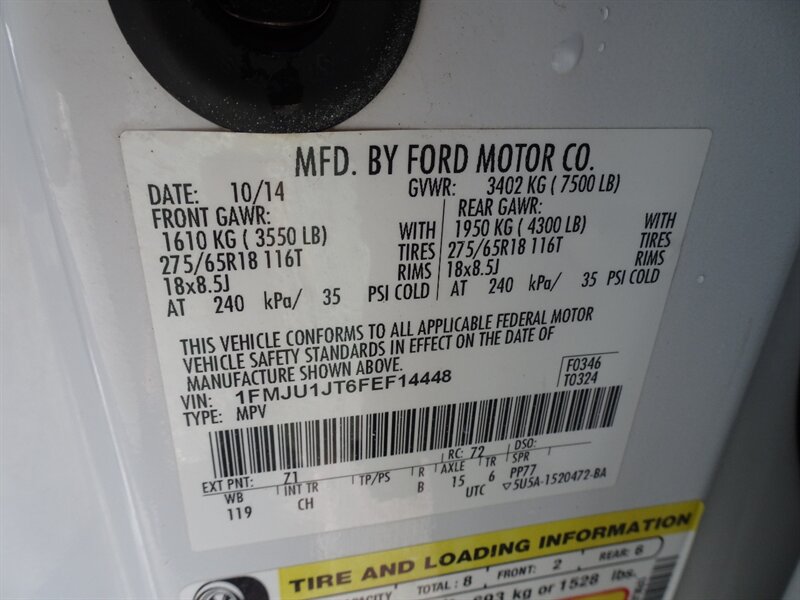 MFD. BY FORD MOTOR CO.
DATE: 10/14 GVWR: 3402 KG ( 7500 LB)
FRONT GAWR: REAR GAWR:
1610 KG ( 3550 LB) WITH 1950 KG ( 4300 LB) WITH
275/65R18 116T TIRES 275/65R18 116T TIRES
18x8.5J RIMS 18x8.5J RIMS
AT 240 kPa/ 35 PSI COLD AT 240 kPa/ 35 PSI COLD
THIS VEHICLE CONFORMS TO ALL APPLICABLE FEDERAL MOTOR
VEHICLE SAFETY STANDARDS IN EFFECT ON THE DATE OF
MANUFACTURE SHOWN ABOVE.
VIN: 1FMJU1JT6FEF14448 F0346
TYPE: MPV T0324
EXT PNT: Z1 RC: 72 DSO:
WB INT TR TP/PS R AXLE TR SPR
119 CH B 15 6 PP77
UTC ▽5U5A-1520472-BA
TIRE AND LOADING INFORMATION
TOTAL : 8 FRONT: 2 REAR: 6
kg or 1528 lbs.